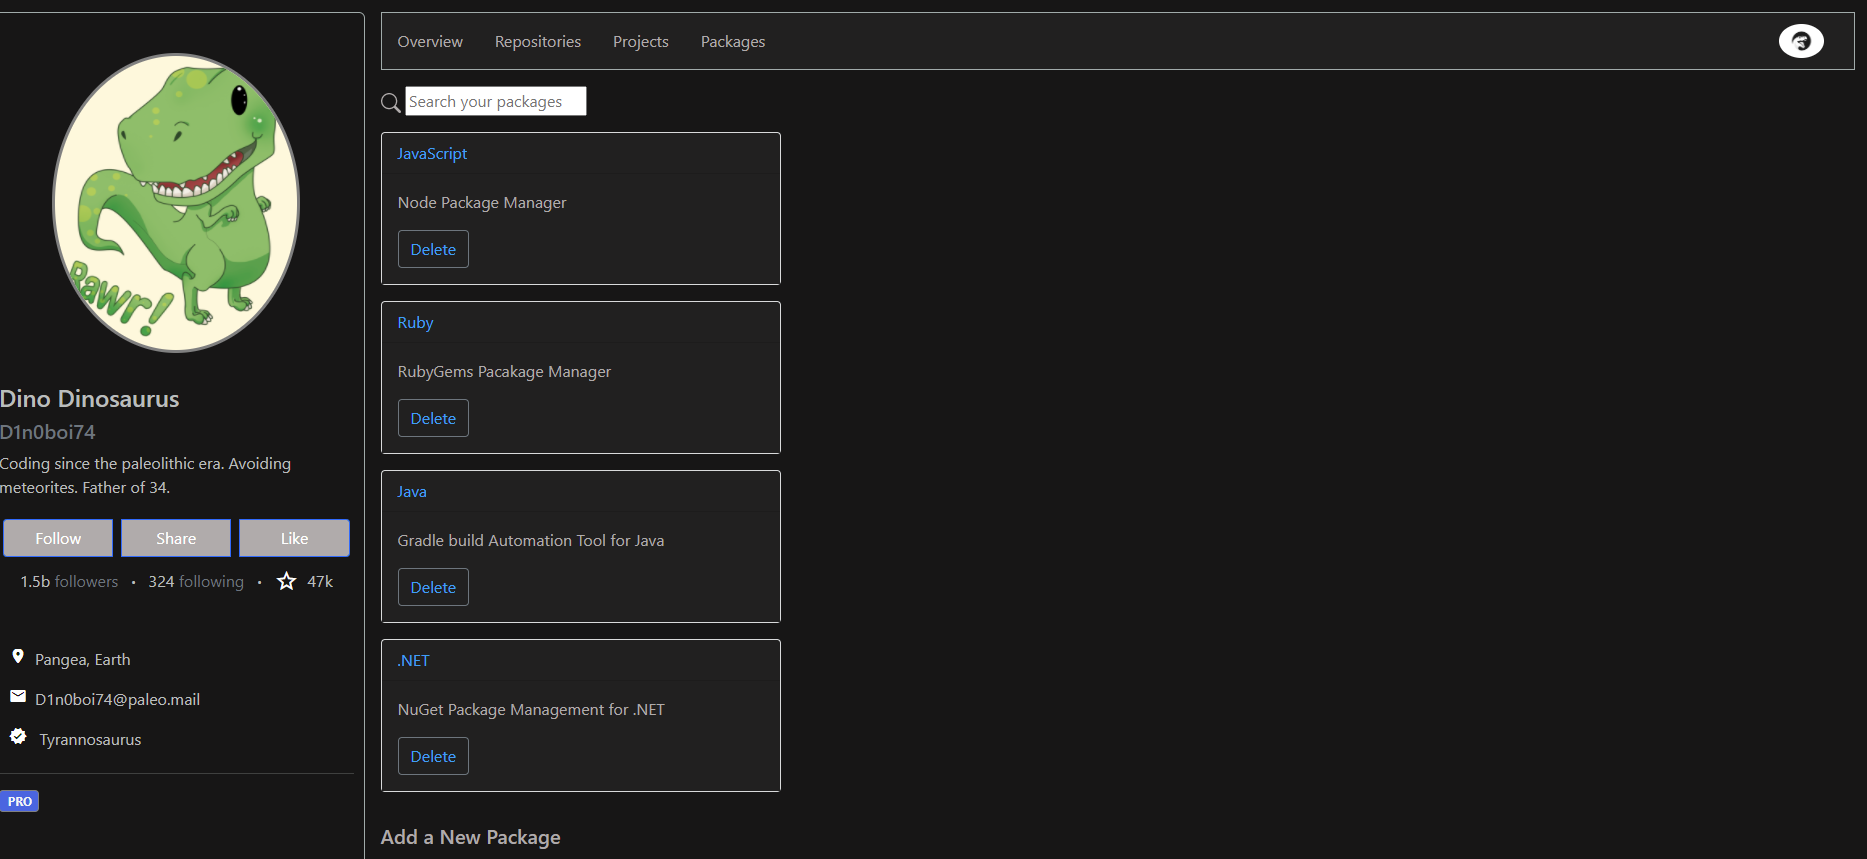 Rawr!
Dino Dinosaurus
D1n0boi74
Coding since the paleolithic era. Avoiding
meteorites. Father of 34.
Follow Share Like
1.5b followers • 324 following • 47k
Pangea, Earth
D1n0boi74@paleo.mail
Tyrannosaurus
PRO
Overview Repositories Projects Packages
Search your packages
JavaScript
Node Package Manager
Delete
Ruby
RubyGems Pacakage Manager
Delete
Java
Gradle build Automation Tool for Java
Delete
.NET
NuGet Package Management for .NET
Delete
Add a New Package